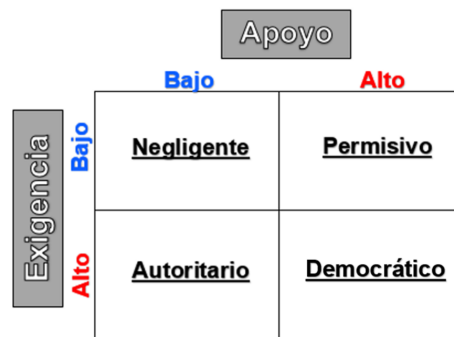 Apoyo
Bajo Alto
Exigencia
Bajo
Negligente Permisivo
Alto
Autoritario Democrático